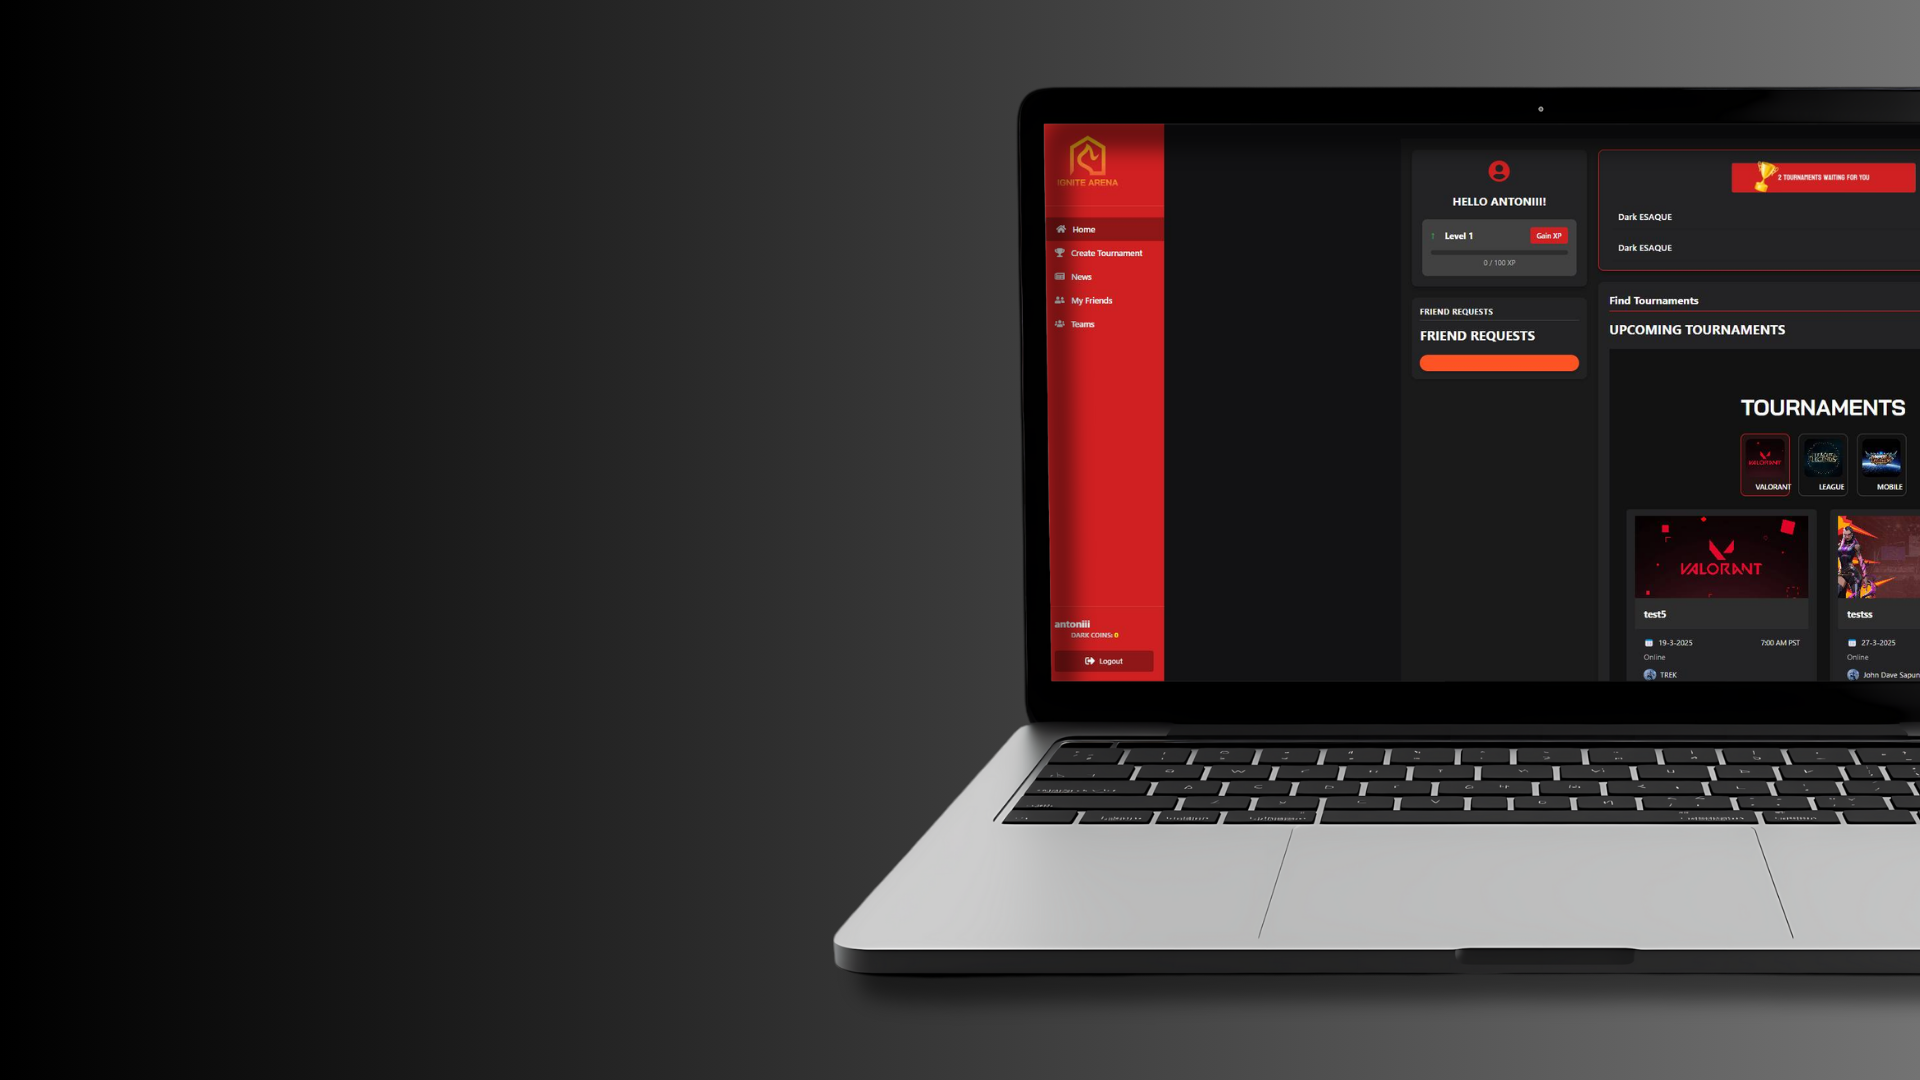 IGNITE ARENA
Home
Create Tournament
News
My Friends
Teams
antoniii
DARK COINS: 0
Logout
HELLO ANTONIII!
↑ Level 1
Gain XP
0 / 100 XP
FRIEND REQUESTS
FRIEND REQUESTS
2 TOURNAMENTS WAITING FOR YOU
Dark ESAQUE
Dark ESAQUE
Find Tournaments
UPCOMING TOURNAMENTS
TOURNAMENTS
VALORANT
VALORANT
LEAGUE
MOBILE
VALORANT
test5
19-3-2025 7:00 AM PST
Online
TREK
testss
27-3-2025
Online
John Dave Sapun